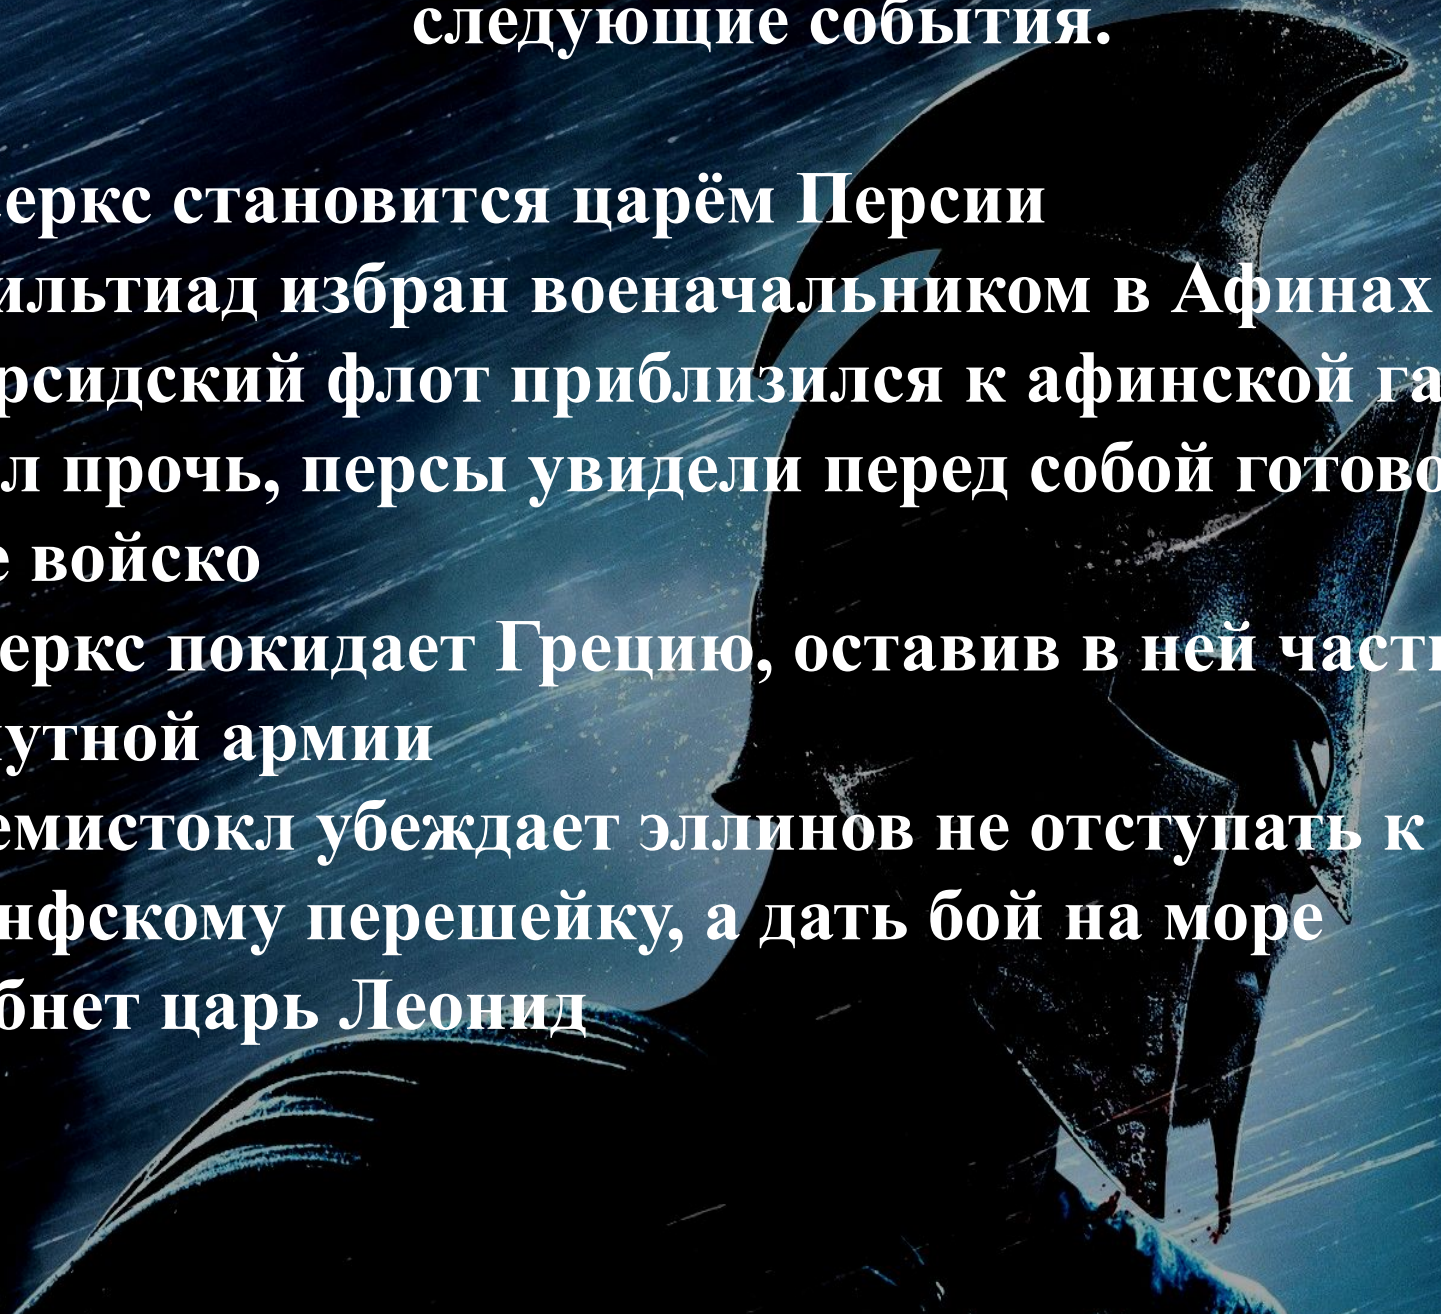 следующие события.
серкс становится царём Персии
ильтиад избран военачальником в Афинах
рсидский флот приблизился к афинской га
л прочь, персы увидели перед собой готово
е войско
еркс покидает Грецию, оставив в ней част
утной армии
емистокл убеждает эллинов не отступать к
нфскому перешейку, а дать бой на море
бнет царь Леонид